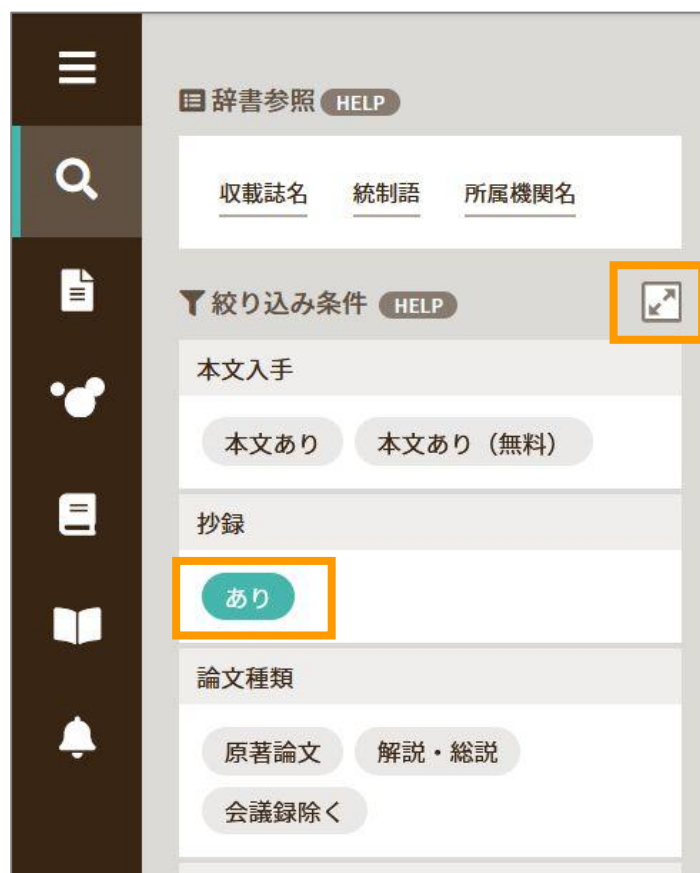 辞書参照 HELP
収載誌名 統制語 所属機関名
絞り込み条件 HELP
本文入手
本文あり 本文あり（無料）
抄録
あり
論文種類
原著論文 解説・総説
会議録除く